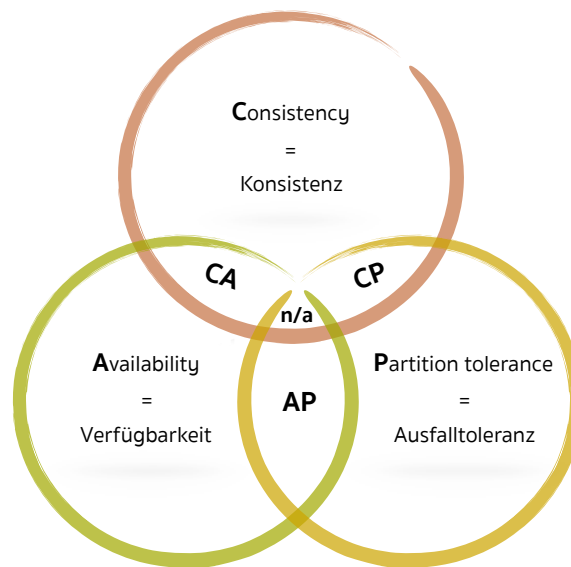 Consistency
=
Konsistenz
CA
CP
n/a
Availability
=
Verfügbarkeit
AP
Partition tolerance
=
Ausfalltoleranz